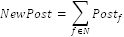 NewPost = ∑ Post_f
f∈N